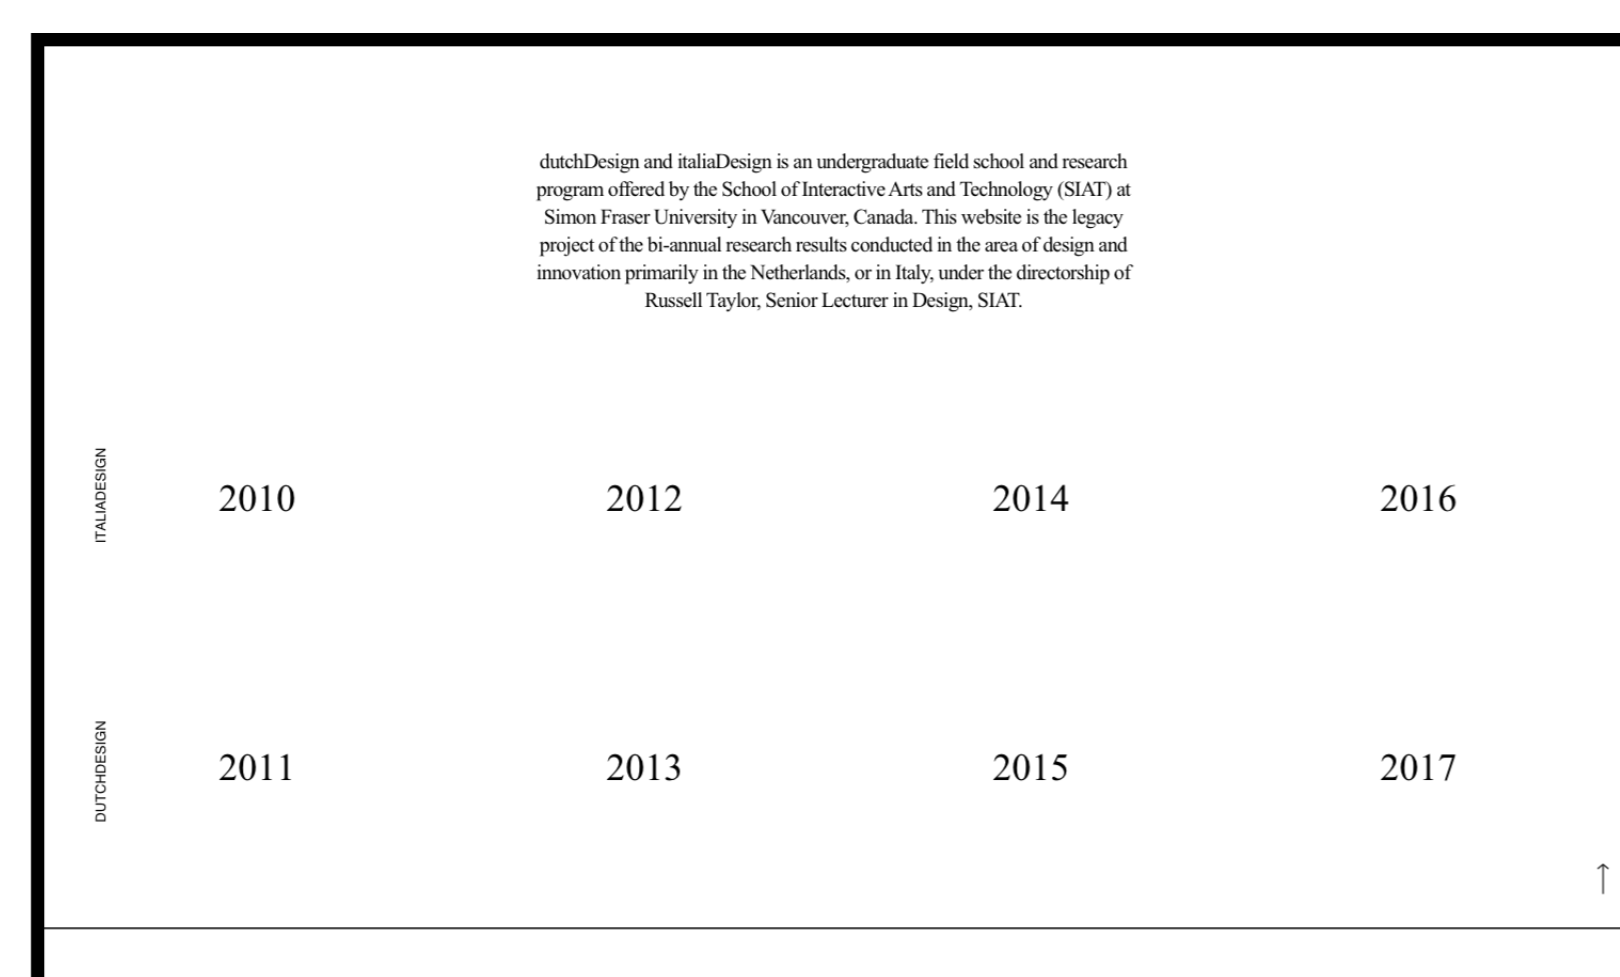 dutchDesign and italiaDesign is an undergraduate field school and research
program offered by the School of Interactive Arts and Technology (SIAT) at
Simon Fraser University in Vancouver, Canada. This website is the legacy
project of the bi-annual research results conducted in the area of design and
innovation primarily in the Netherlands, or in Italy, under the directorship of
Russell Taylor, Senior Lecturer in Design, SIAT.
ITALIADESIGN
2010 2012 2014 2016
DUTCHDESIGN
2011 2013 2015 2017
↑